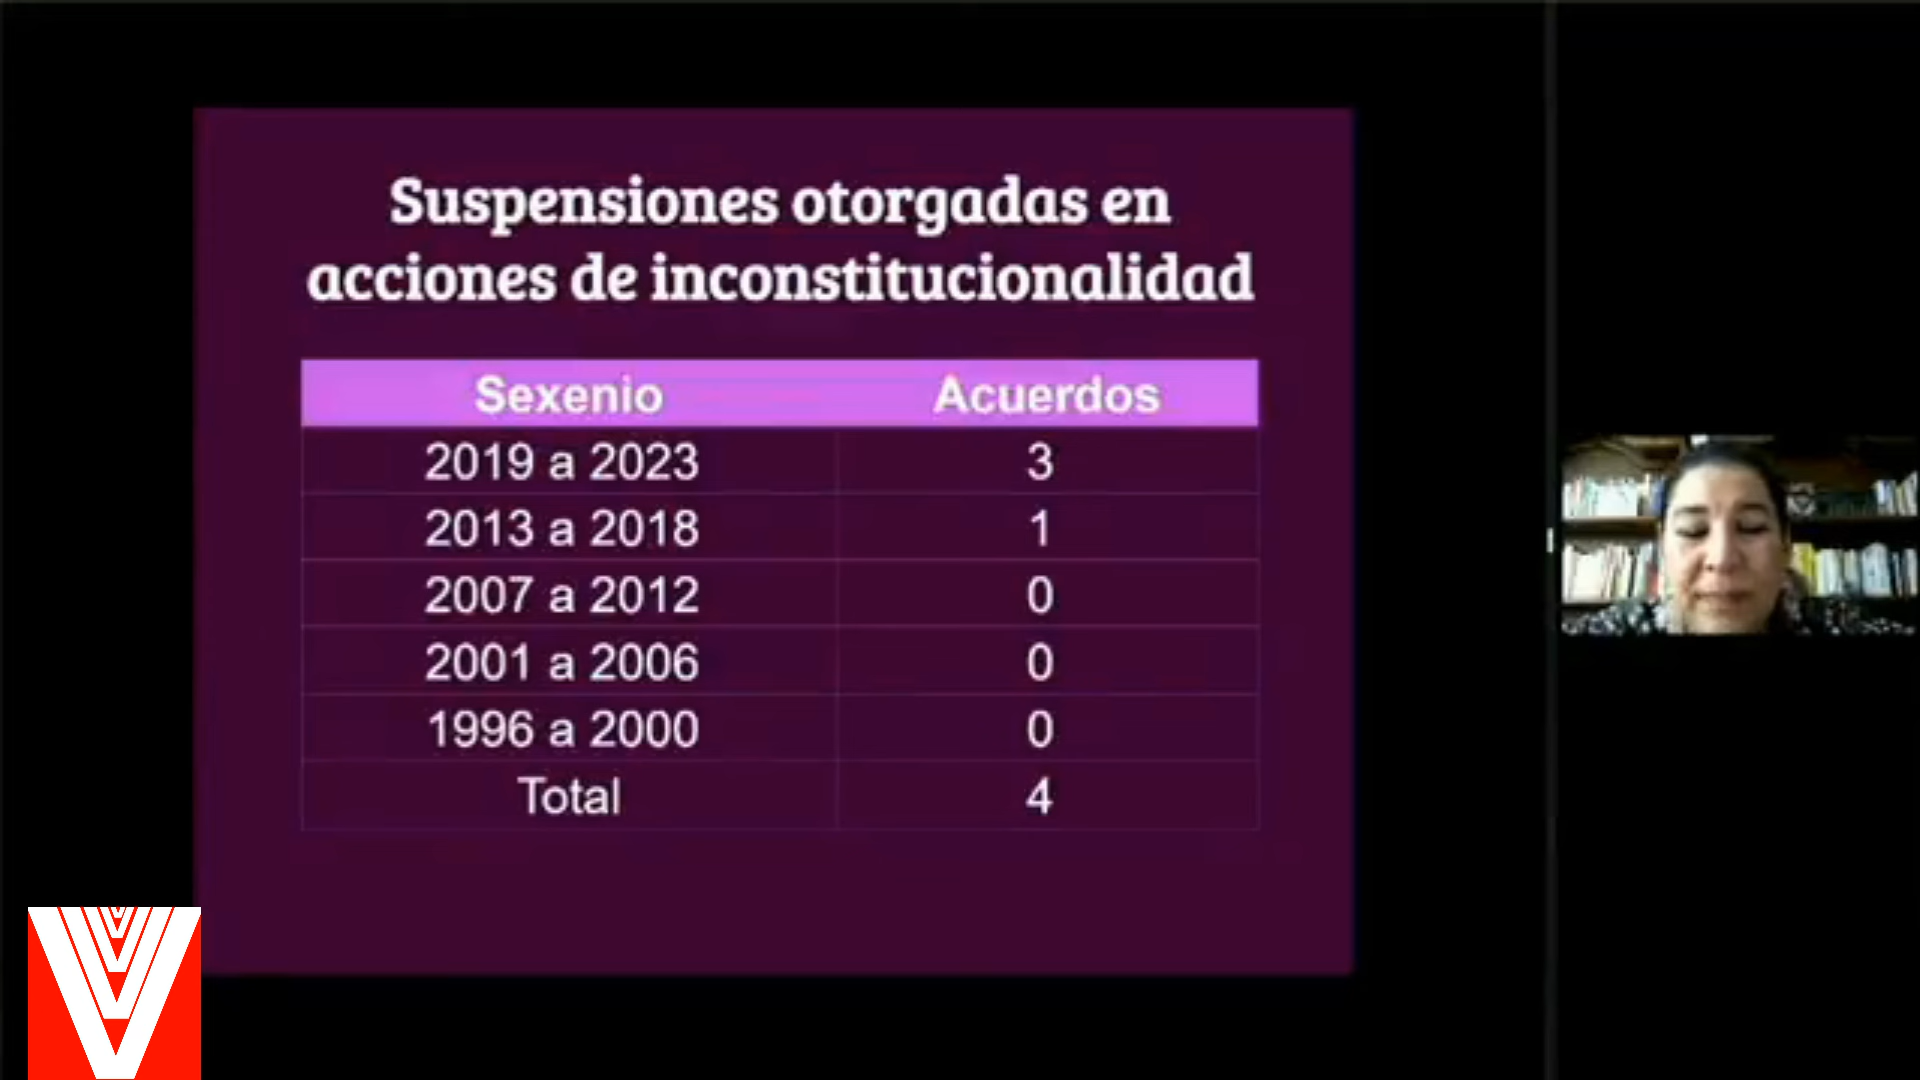 Suspensiones otorgadas en
acciones de inconstitucionalidad
Sexenio Acuerdos
2019 a 2023 3
2013 a 2018 1
2007 a 2012 0
2001 a 2006 0
1996 a 2000 0
Total 4